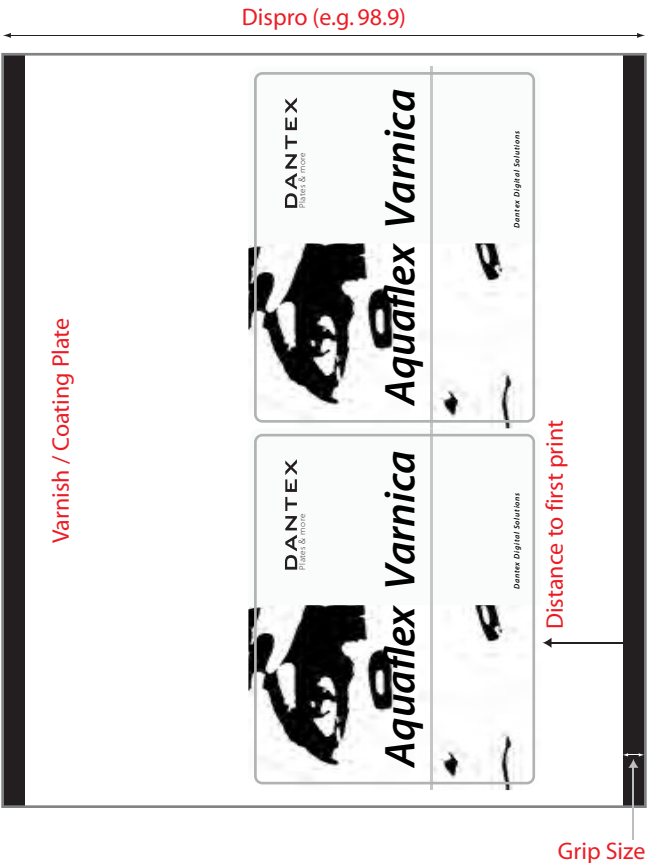 Dispro (e.g. 98.9)
Varnish / Coating Plate
DANTEX
Plates & more
Aquaflex Varnica
Dantex Digital Solutions
DANTEX
Plates & more
Aquaflex Varnica
Dantex Digital Solutions
Distance to first print
Grip Size